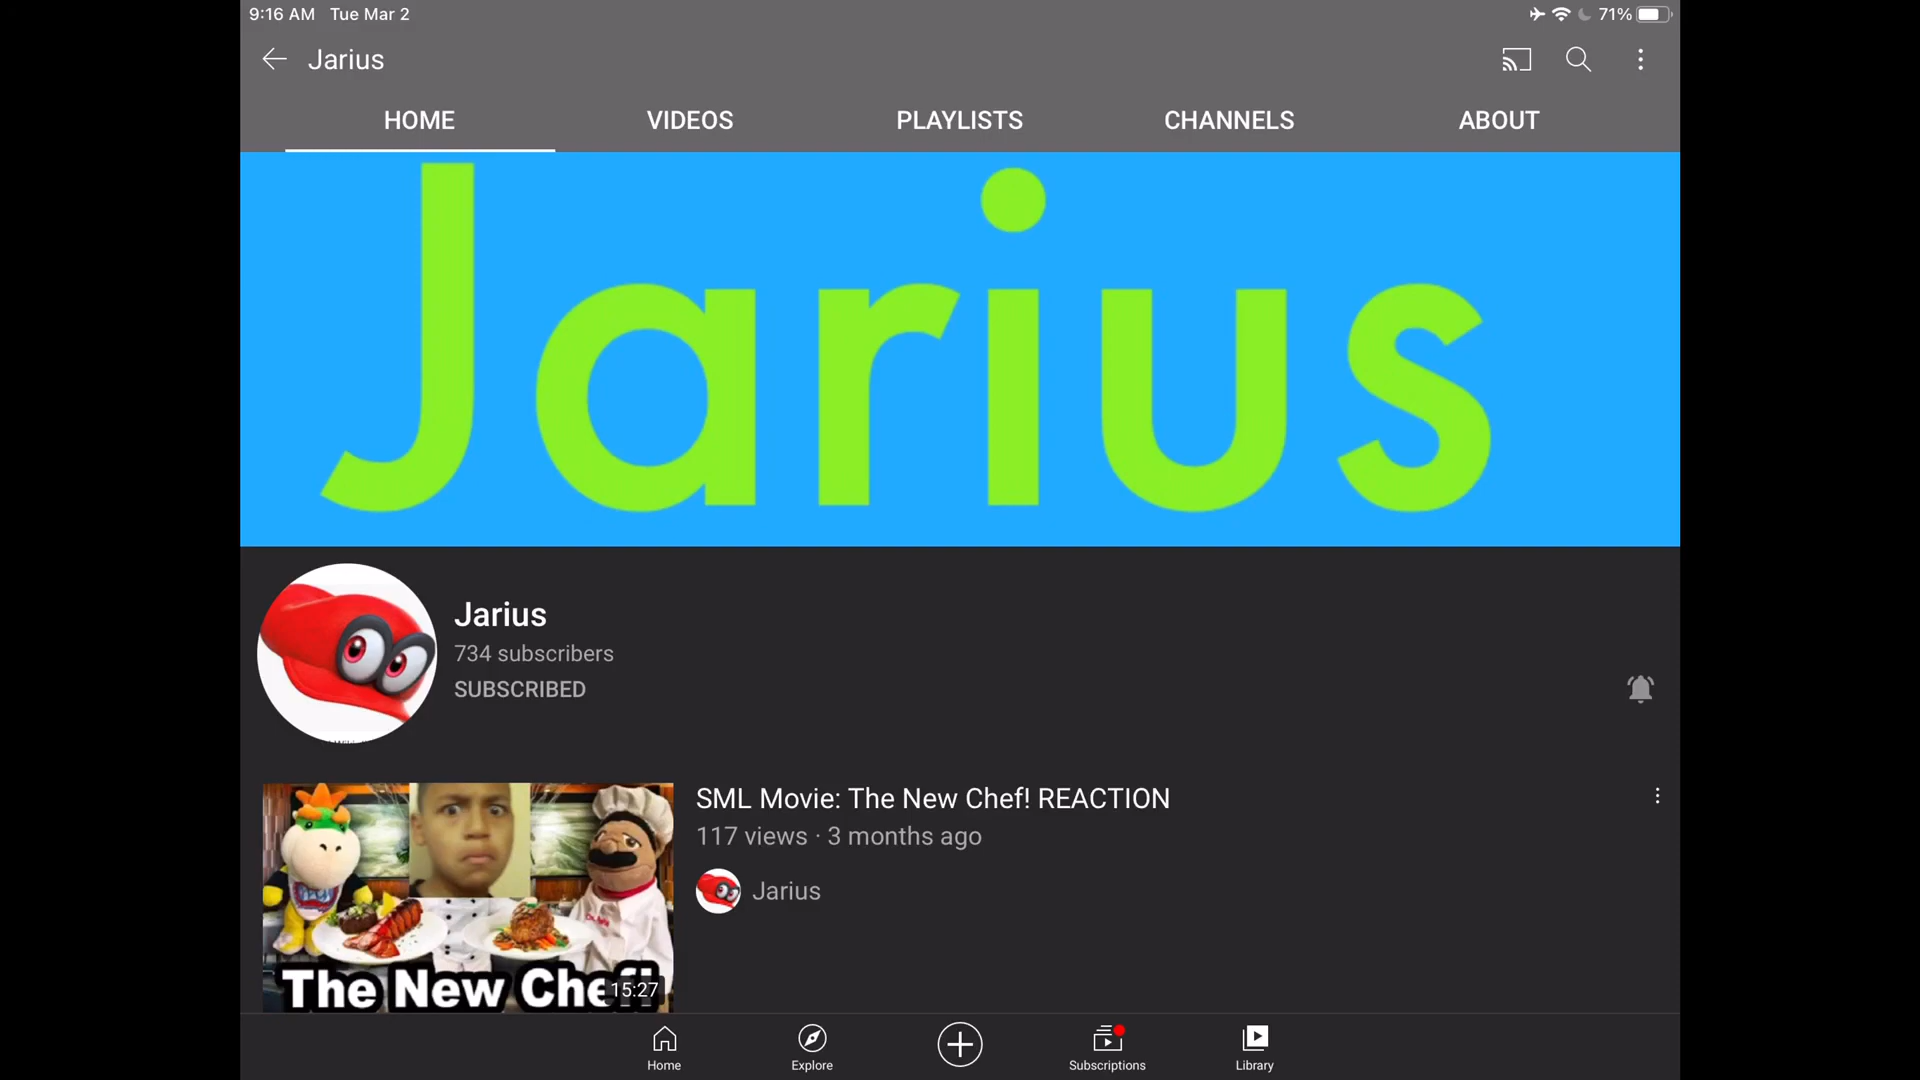 9:16 AM Tue Mar 2
71%
Jarius
HOME VIDEOS PLAYLISTS CHANNELS ABOUT
Jarius
Jarius
734 subscribers
SUBSCRIBED
SML Movie: The New Chef! REACTION
117 views · 3 months ago
Jarius
The New Chef!
15:27
Home Explore Subscriptions Library